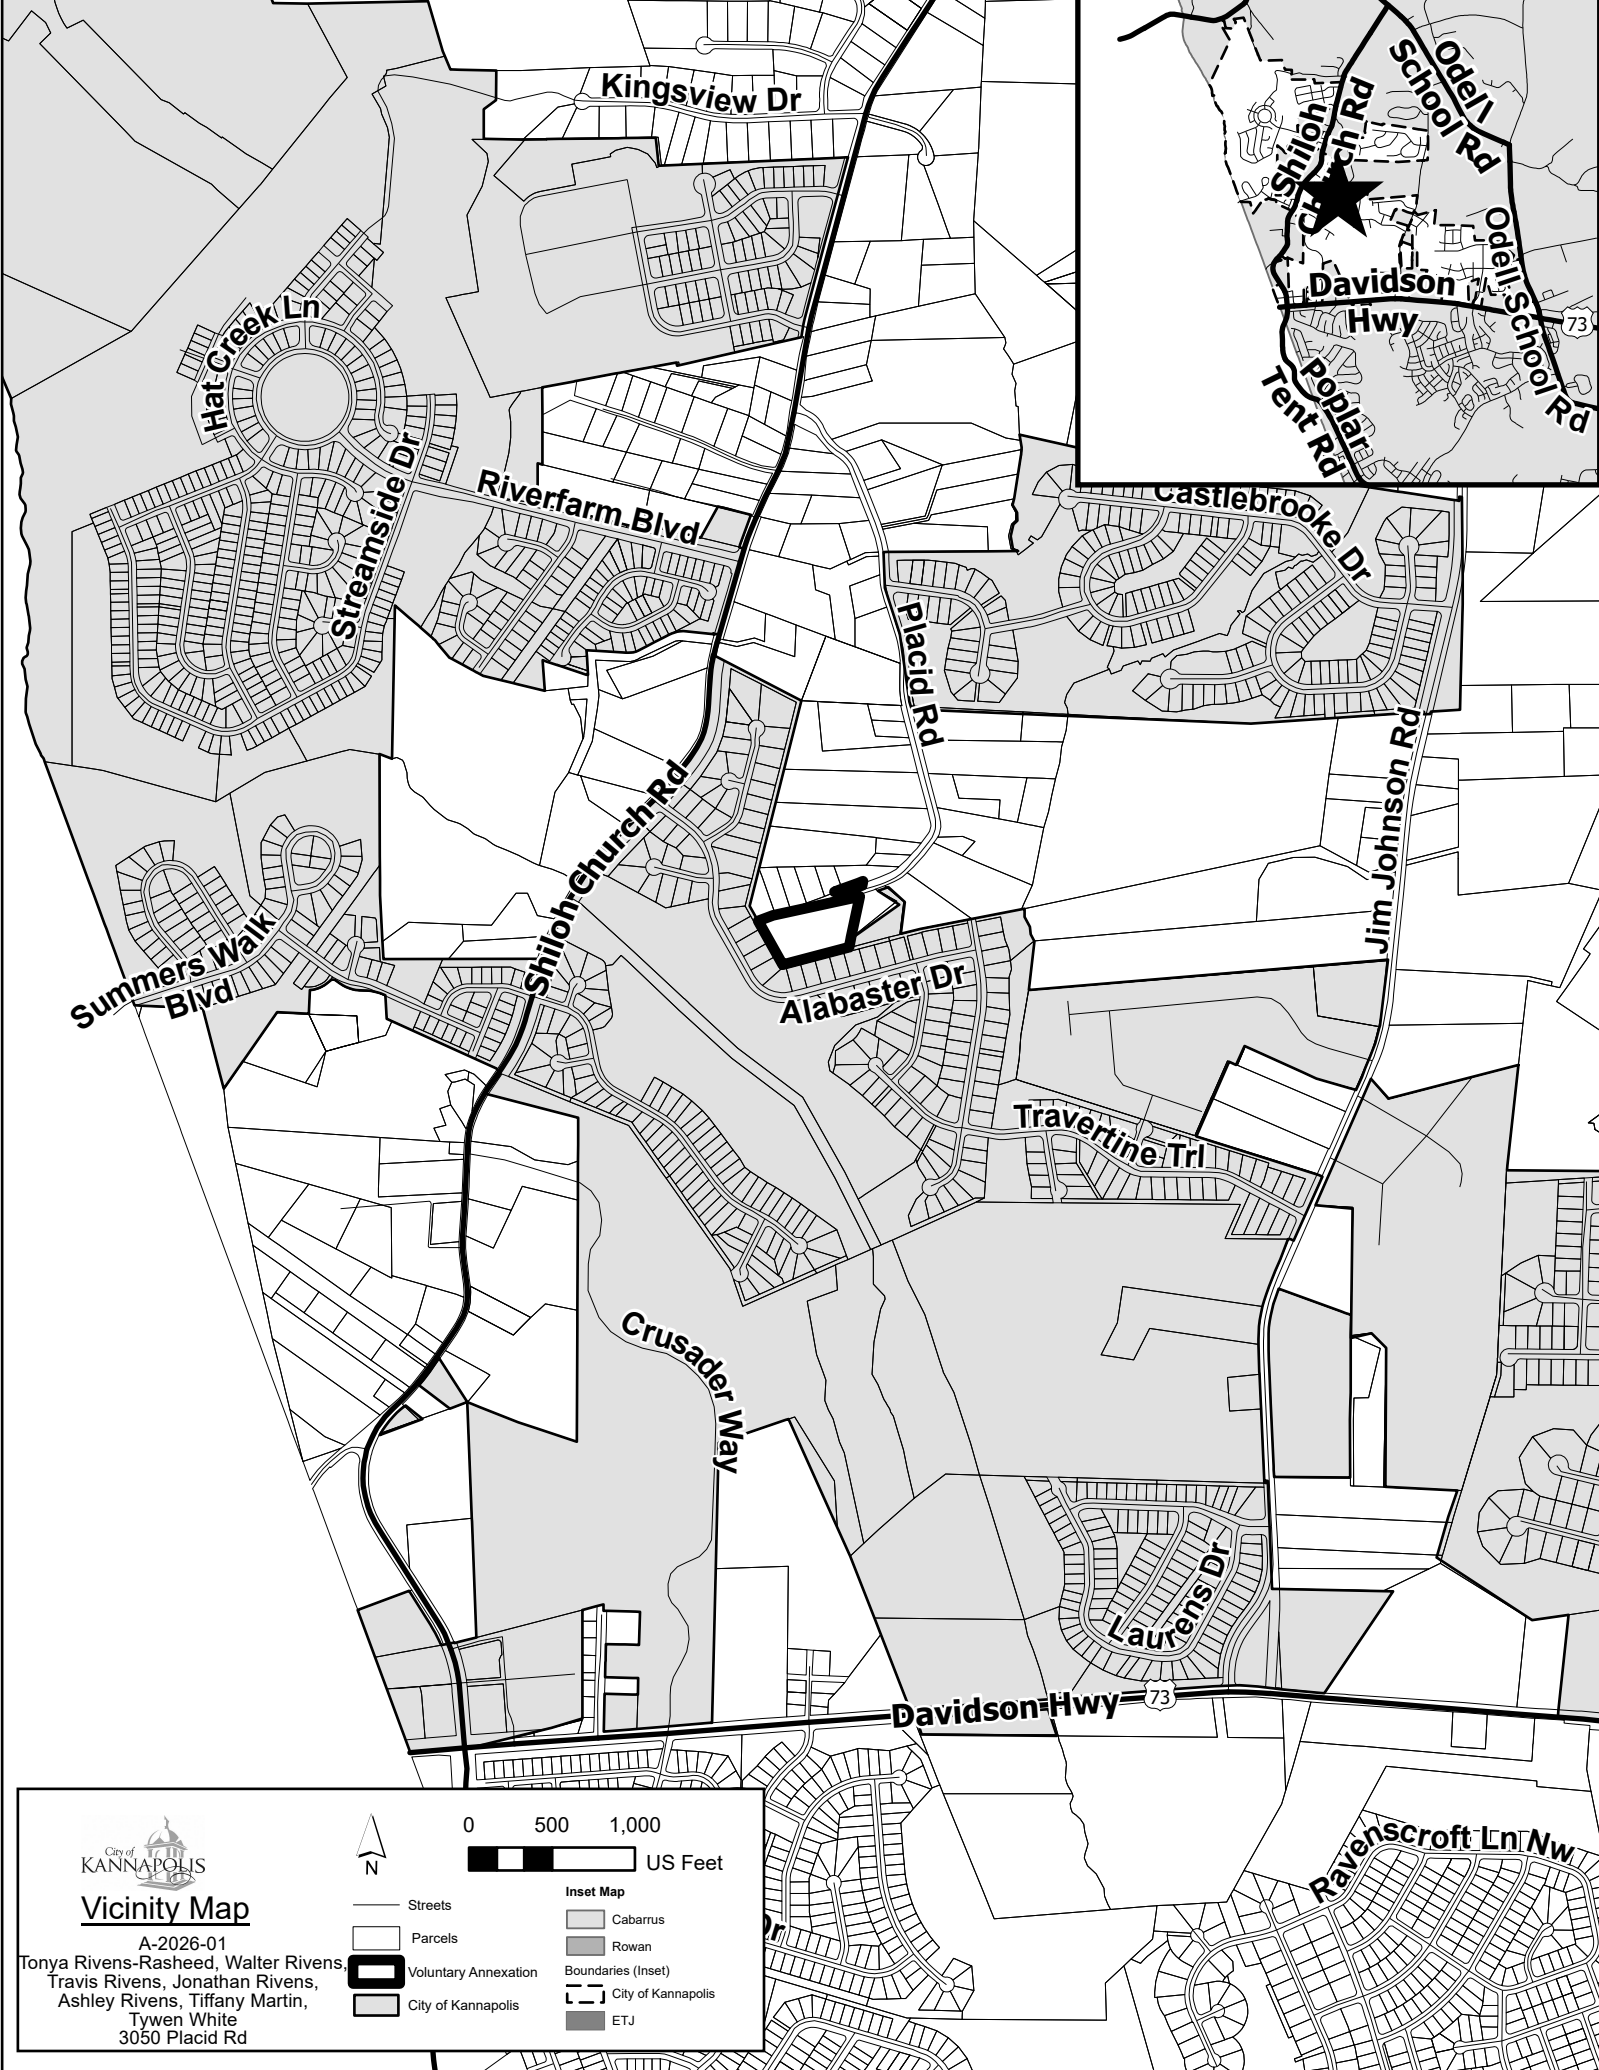 Kingsview Dr
Hat Creek Ln
Streamside Dr
Riverfarm Blvd
Castlebrooke Dr
Placid Rd
Shiloh Church Rd
Jim Johnson Rd
Summers Walk
Blvd
Alabaster Dr
Travertine Trl
Crusader Way
Laurens Dr
Davidson Hwy
73
Ravenscroft Ln Nw
Dr
Shiloh
Church Rd
Odell
School Rd
Odell School Rd
Davidson
Hwy
73
Poplar
Tent Rd
City of
KANNAPOLIS
Vicinity Map
A-2026-01
Tonya Rivens-Rasheed, Walter Rivens,
Travis Rivens, Jonathan Rivens,
Ashley Rivens, Tiffany Martin,
Tywen White
3050 Placid Rd
N
0 500 1,000
US Feet
Streets
Parcels
Voluntary Annexation
City of Kannapolis
Inset Map
Cabarrus
Rowan
Boundaries (Inset)
City of Kannapolis
ETJ